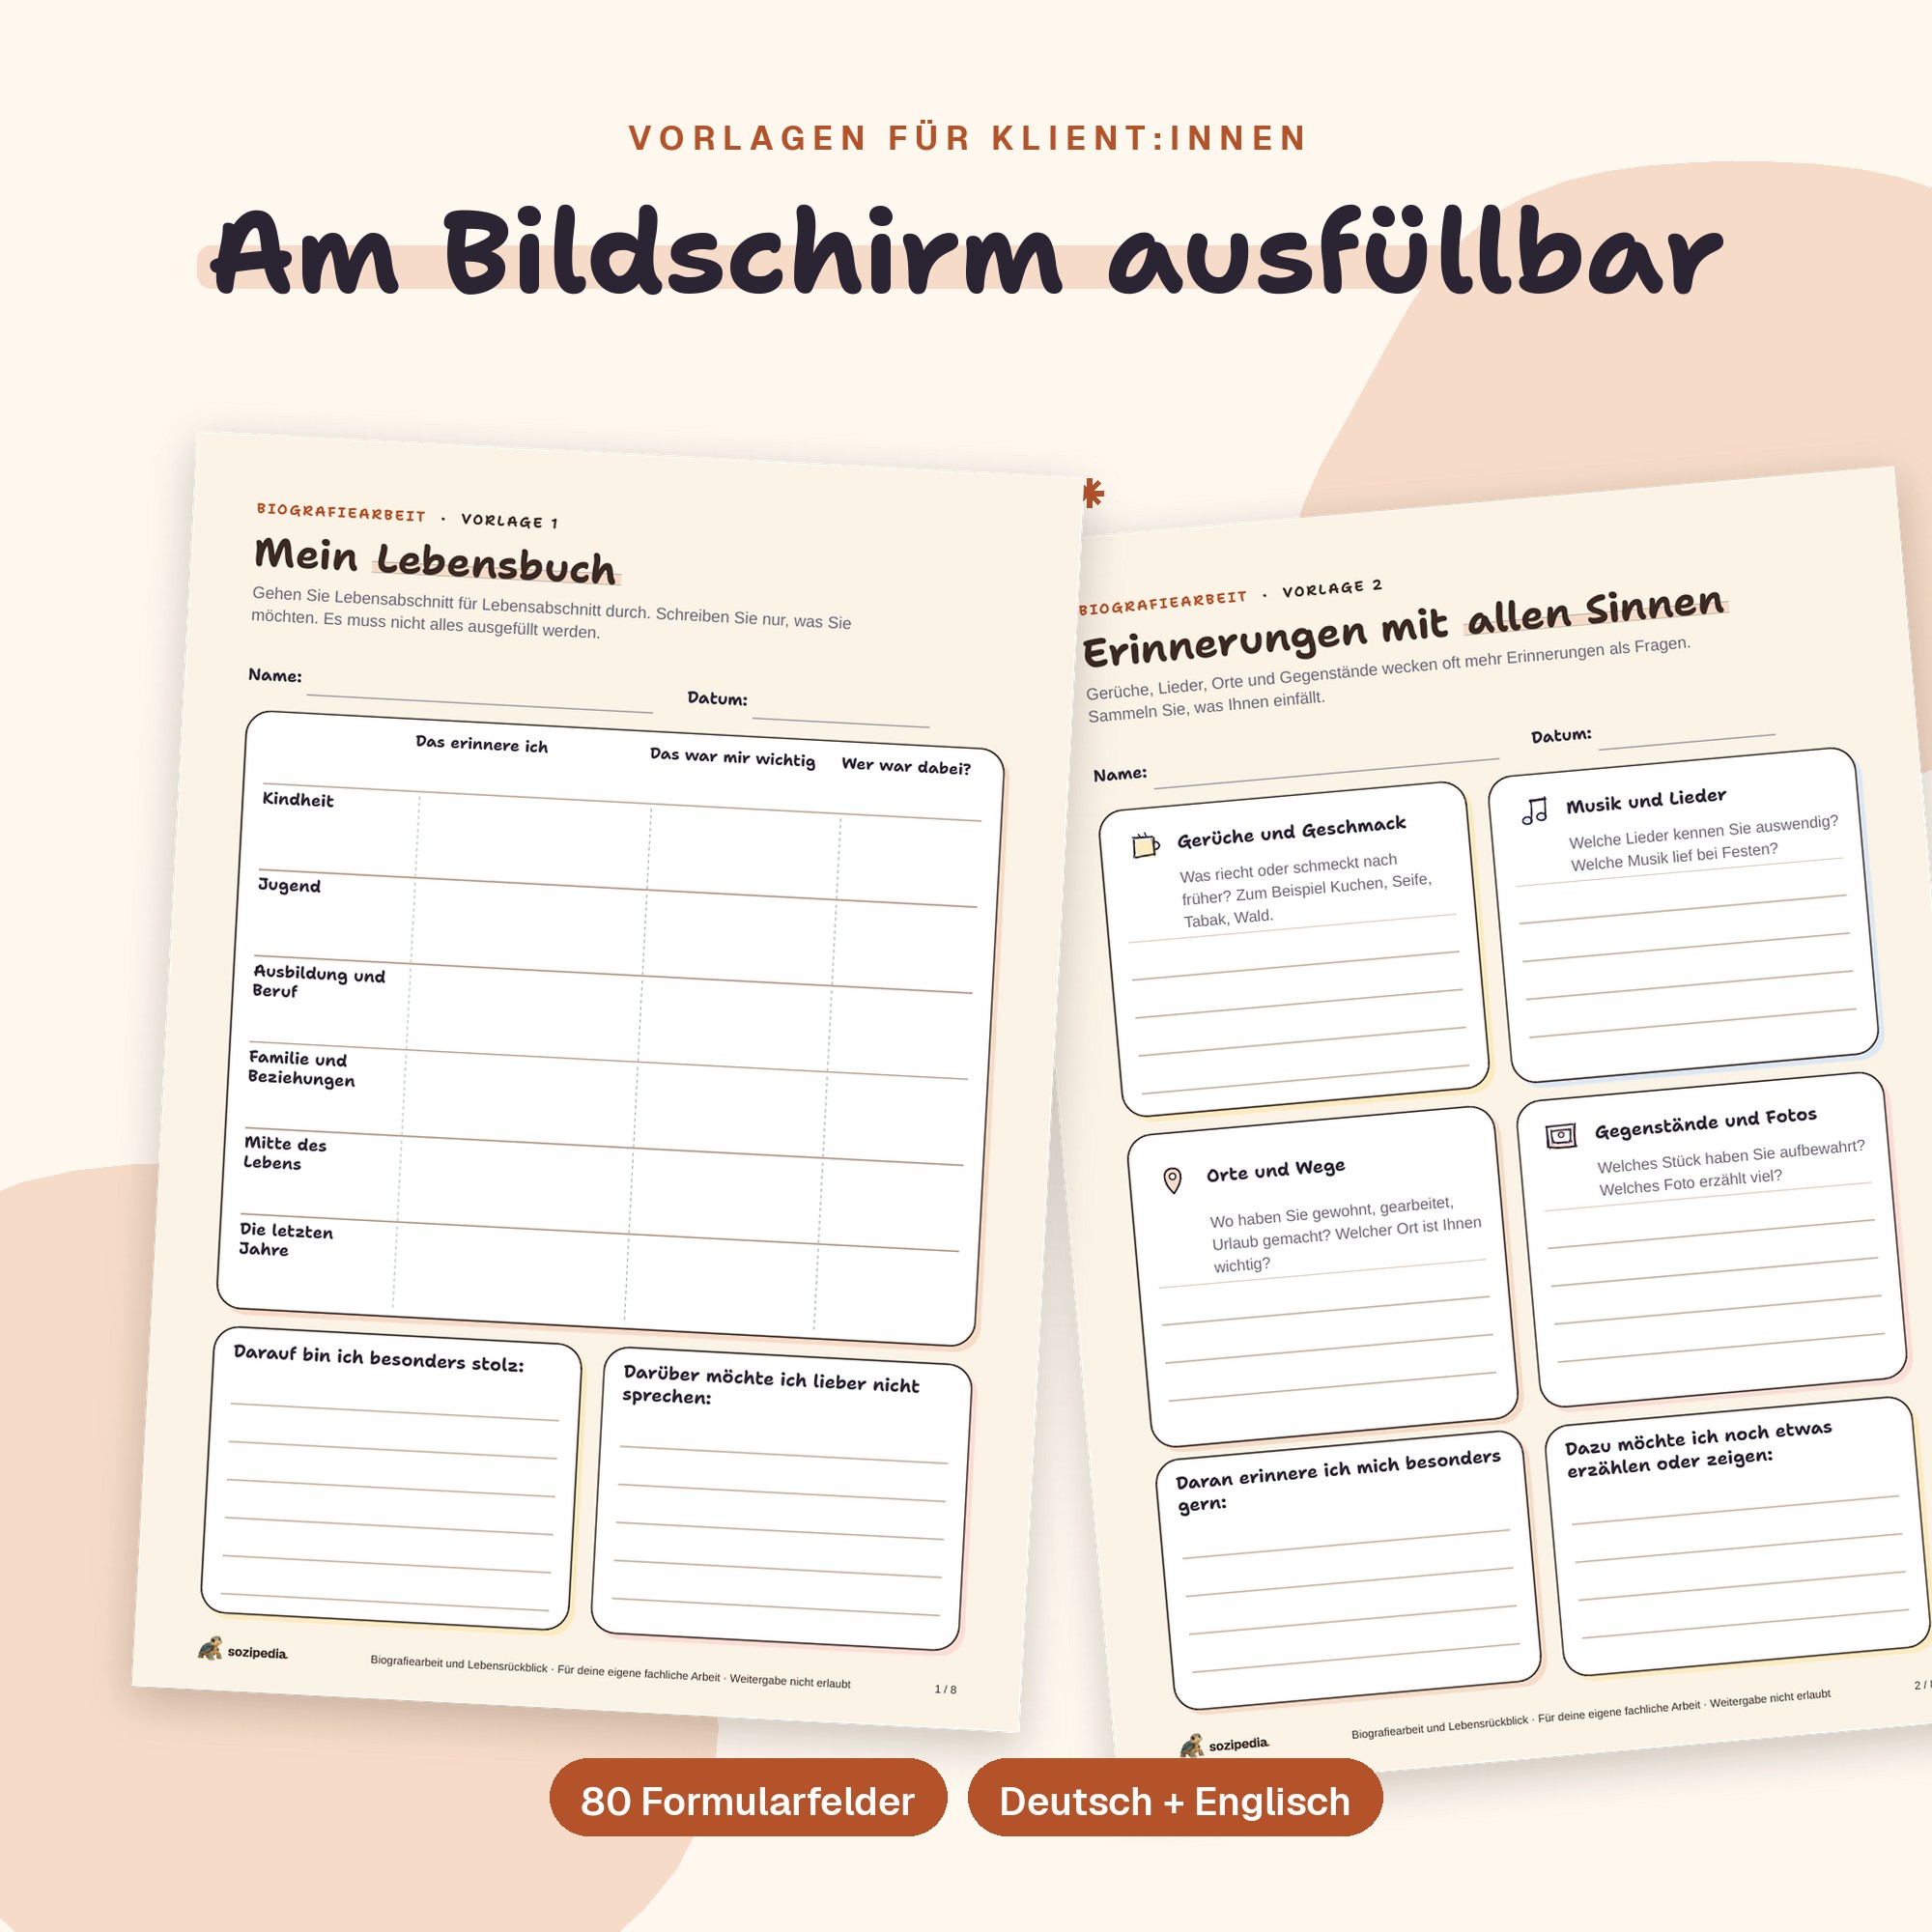 VORLAGEN FÜR KLIENT:INNEN
Am Bildschirm ausfüllbar
BIOGRAFIEARBEIT · VORLAGE 1
Mein Lebensbuch
Gehen Sie Lebensabschnitt für Lebensabschnitt durch. Schreiben Sie nur, was Sie
möchten. Es muss nicht alles ausgefüllt werden.
Name:
Datum:
Das erinnere ich
Das war mir wichtig
Wer war dabei?
Kindheit
Jugend
Ausbildung und
Beruf
Familie und
Beziehungen
Mitte des
Lebens
Die letzten
Jahre
Darauf bin ich besonders stolz:
Darüber möchte ich lieber nicht
sprechen:
sozipedia.
Biografiearbeit und Lebensrückblick · Für deine eigene fachliche Arbeit · Weitergabe nicht erlaubt
1 / 8
BIOGRAFIEARBEIT · VORLAGE 2
Erinnerungen mit allen Sinnen
Gerüche, Lieder, Orte und Gegenstände wecken oft mehr Erinnerungen als Fragen.
Sammeln Sie, was Ihnen einfällt.
Name:
Datum:
Gerüche und Geschmack
Was riecht oder schmeckt nach
früher? Zum Beispiel Kuchen, Seife,
Tabak, Wald.
Musik und Lieder
Welche Lieder kennen Sie auswendig?
Welche Musik lief bei Festen?
Orte und Wege
Wo haben Sie gewohnt, gearbeitet,
Urlaub gemacht? Welcher Ort ist Ihnen
wichtig?
Gegenstände und Fotos
Welches Stück haben Sie aufbewahrt?
Welches Foto erzählt viel?
Daran erinnere ich mich besonders
gern:
Dazu möchte ich noch etwas
erzählen oder zeigen:
sozipedia.
Biografiearbeit und Lebensrückblick · Für deine eigene fachliche Arbeit · Weitergabe nicht erlaubt
2 / 8
80 Formularfelder
Deutsch + Englisch